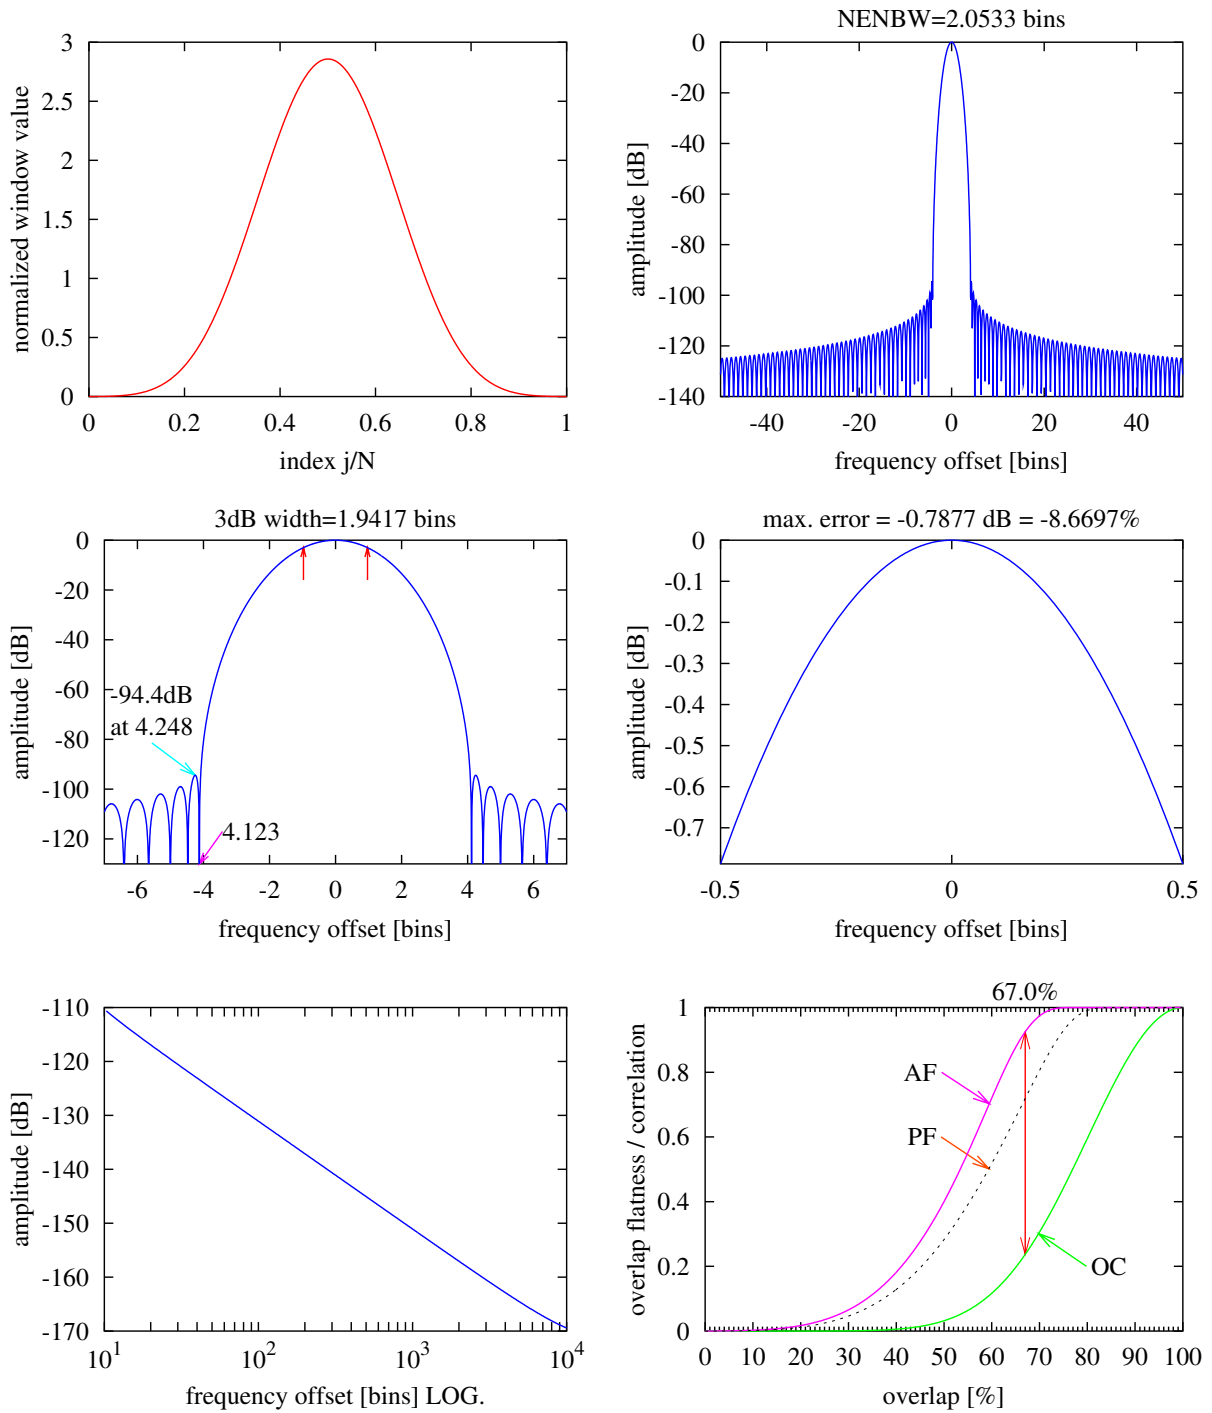 NENBW=2.0533 bins
3
2.5
2
1.5
1
0.5
0
0 0.2 0.4 0.6 0.8 1
normalized window value
index j/N
0
-20
-40
-60
-80
-100
-120
-140
-40 -20 0 20 40
amplitude [dB]
frequency offset [bins]
3dB width=1.9417 bins
0
-20
-40
-60
-80
-100
-120
-6 -4 -2 0 2 4 6
amplitude [dB]
-94.4dB
at 4.248
4.123
frequency offset [bins]
max. error = -0.7877 dB = -8.6697%
0
-0.1
-0.2
-0.3
-0.4
-0.5
-0.6
-0.7
-0.5 0 0.5
amplitude [dB]
frequency offset [bins]
-110
-120
-130
-140
-150
-160
-170
10¹ 10² 10³ 10⁴
amplitude [dB]
frequency offset [bins] LOG.
67.0%
1
0.8
0.6
0.4
0.2
0
0 10 20 30 40 50 60 70 80 90 100
overlap flatness / correlation
AF
PF
OC
overlap [%]